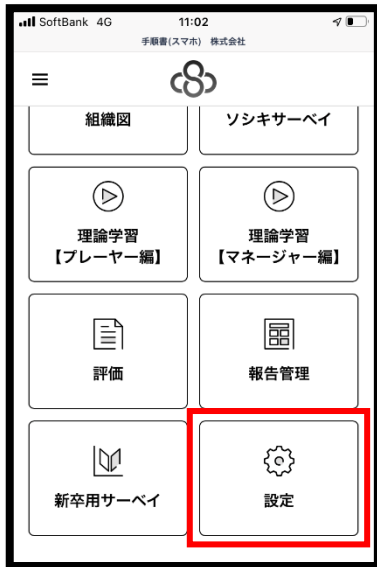 SoftBank 4G 11:02
手順書(スマホ) 株式会社
組織図 ソシキサーベイ
理論学習 理論学習
【プレーヤー編】 【マネージャー編】
評価 報告管理
新卒用サーベイ 設定